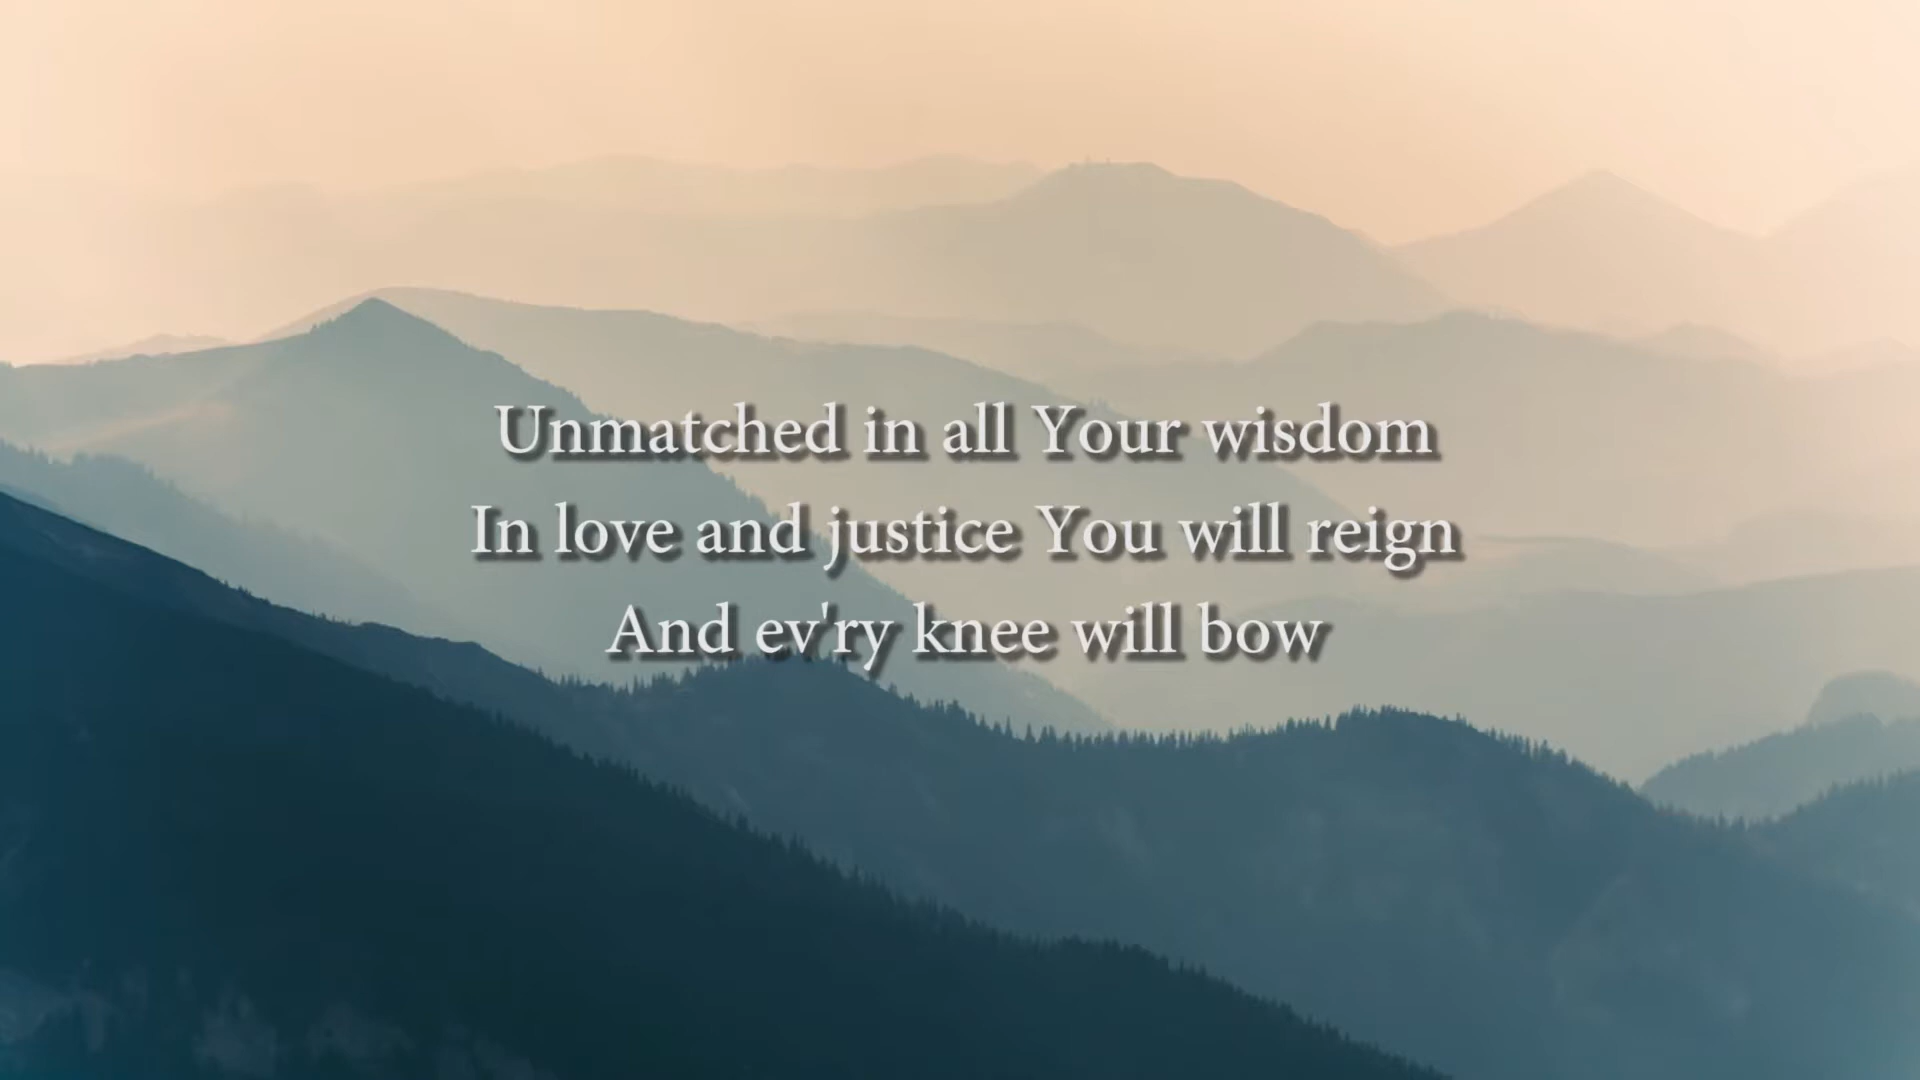 Unmatched in all Your wisdom
In love and justice You will reign
And ev'ry knee will bow